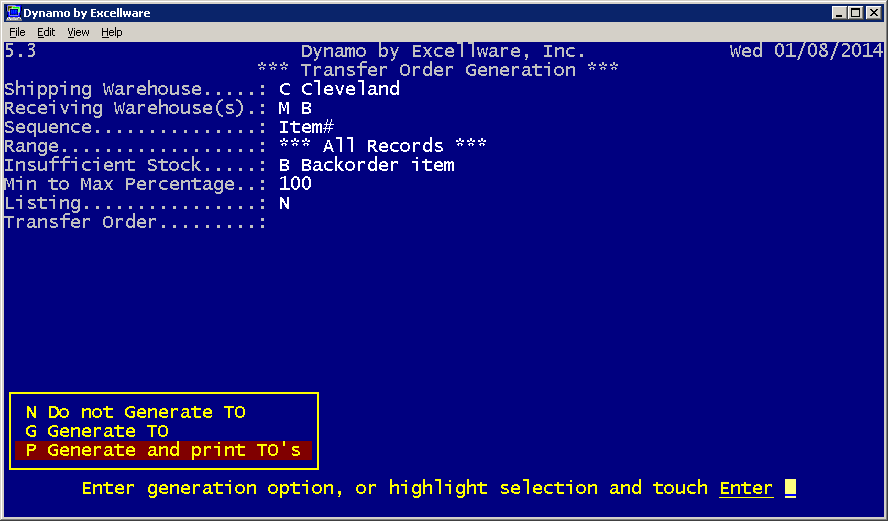 Dynamo by Excellware
File Edit View Help
5.3 Dynamo by Excellware, Inc. Wed 01/08/2014
*** Transfer Order Generation ***
Shipping Warehouse.....: C Cleveland
Receiving Warehouse(s).: M B
Sequence...............: Item#
Range..................: *** All Records ***
Insufficient Stock.....: B Backorder item
Min to Max Percentage..: 100
Listing................: N
Transfer Order.........:
N Do not Generate TO
G Generate TO
P Generate and print TO's
Enter generation option, or highlight selection and touch Enter